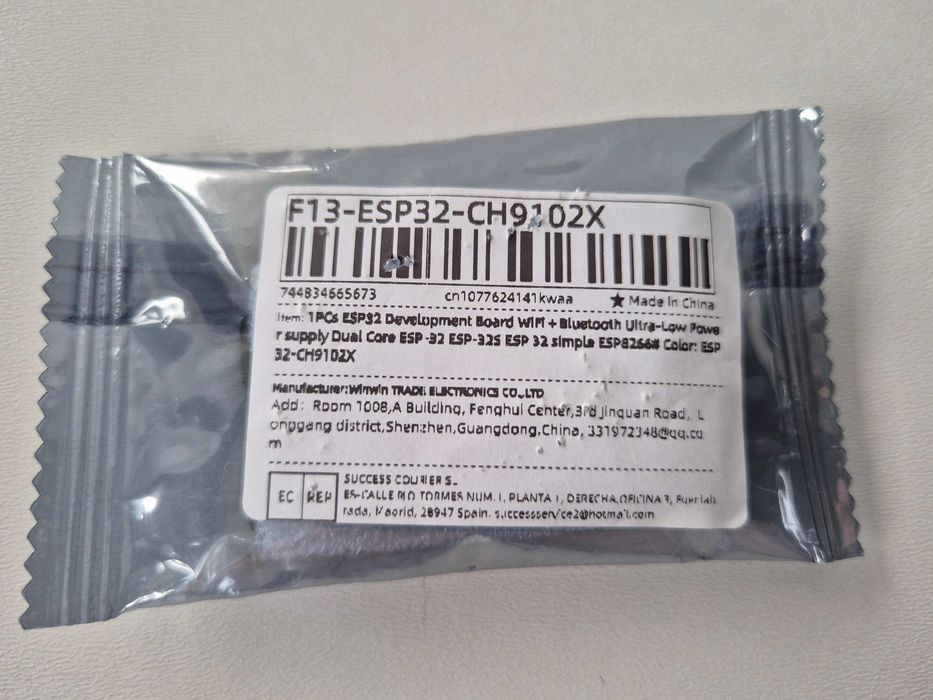 F13-ESP32-CH9102X
744834665673 cn1077624141kwaa ★ Made in China
Item: 1PCs ESP32 Development Board WiFi + Bluetooth Ultra-Low Powe
r supply Dual Core ESP-32 ESP-32S ESP 32 simple ESP8266# Color: ESP
32-CH9102X
Manufacturer:Winwin TRADE ELECTRONICS CO.,LTD
Add: Room 1008,A Building, Fenghui Center,3rd Jinquan Road, L
onggang district,Shenzhen,Guangdong,China, 331972348@qq.co
m
EC REP
SUCCESS COURIER SL
ES-CALLE RIO TORMES NUM. 1, PLANTA 1, DERECHA,OFICINA 3, Fuenlab
rada, Madrid, 28947 Spain, successservice2@hotmail.com